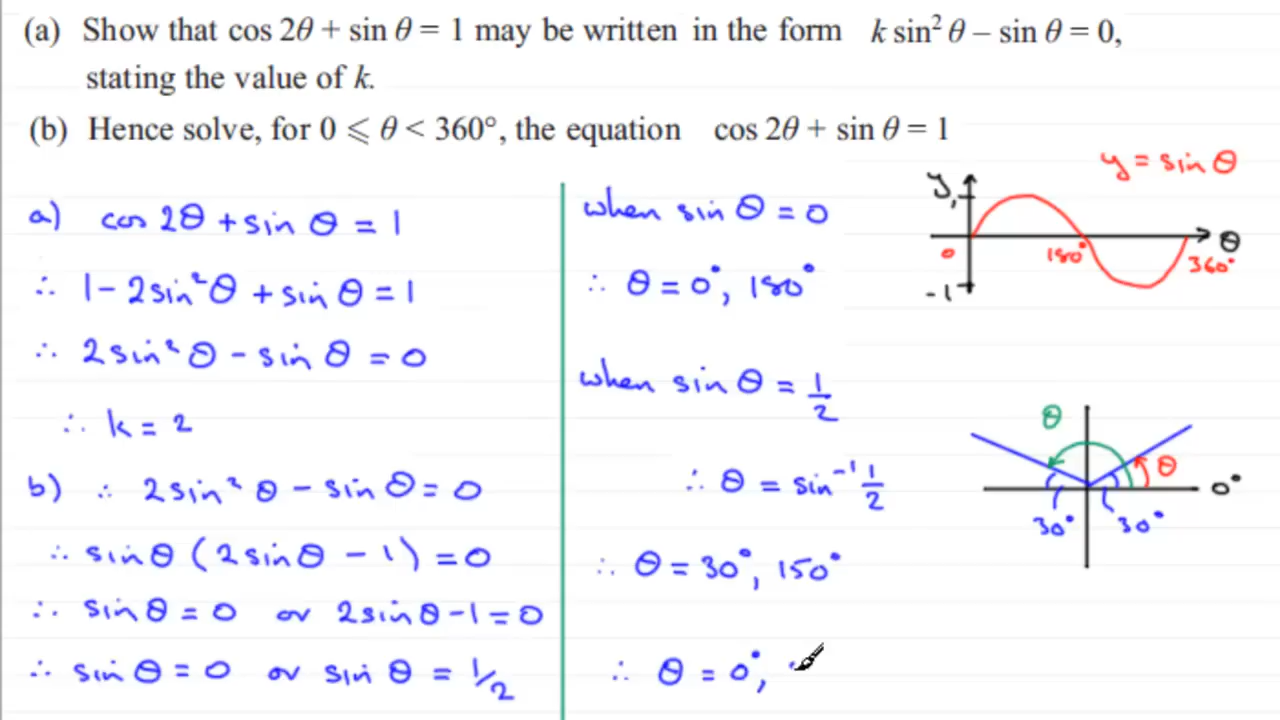 (a) Show that cos 2θ + sin θ = 1 may be written in the form k sin² θ – sin θ = 0,
stating the value of k.
(b) Hence solve, for 0 ⩽ θ < 360°, the equation cos 2θ + sin θ = 1
a) cos 2θ + sin θ = 1
∴ 1 - 2sin²θ + sin θ = 1
∴ 2sin²θ - sin θ = 0
∴ k = 2
b) ∴ 2sin²θ - sin θ = 0
∴ sinθ (2sinθ - 1) = 0
∴ sinθ = 0 or 2sinθ - 1 = 0
∴ sin θ = 0 or sin θ = 1/2
when sin θ = 0
∴ θ = 0°, 180°
when sin θ = 1/2
∴ θ = sin⁻¹ 1/2
∴ θ = 30°, 150°
∴ θ = 0°,
y = sin θ
y
1
0
180°
360°
θ
-1
θ
θ
0°
30°
30°